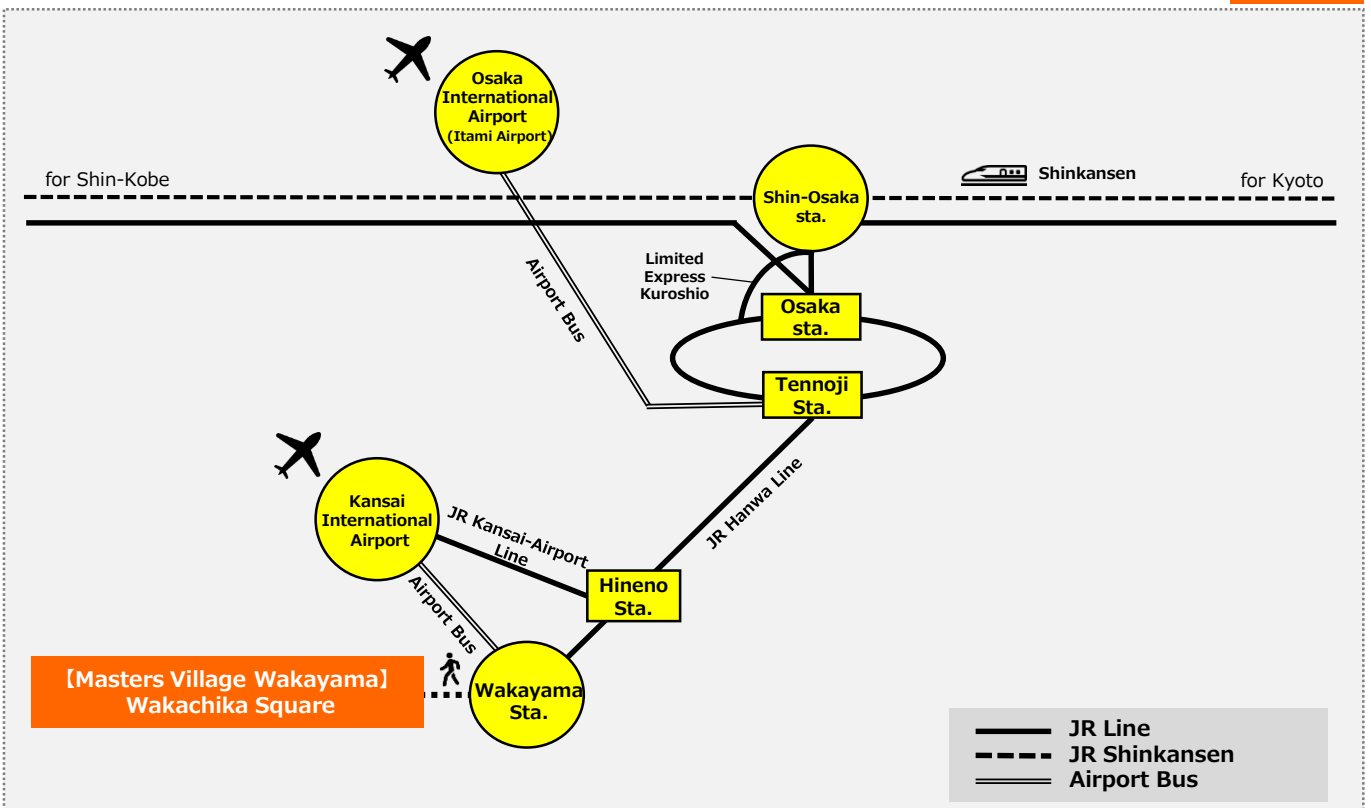 Osaka
International
Airport
(Itami Airport)
for Shin-Kobe
Shinkansen
for Kyoto
Shin-Osaka
sta.
Limited
Express
Kuroshio
Airport Bus
Osaka
sta.
Tennoji
Sta.
JR Hanwa Line
Kansai
International
Airport
JR Kansai-Airport
Line
Airport Bus
Hineno
Sta.
【Masters Village Wakayama】
Wakachika Square
Wakayama
Sta.
JR Line
JR Shinkansen
Airport Bus